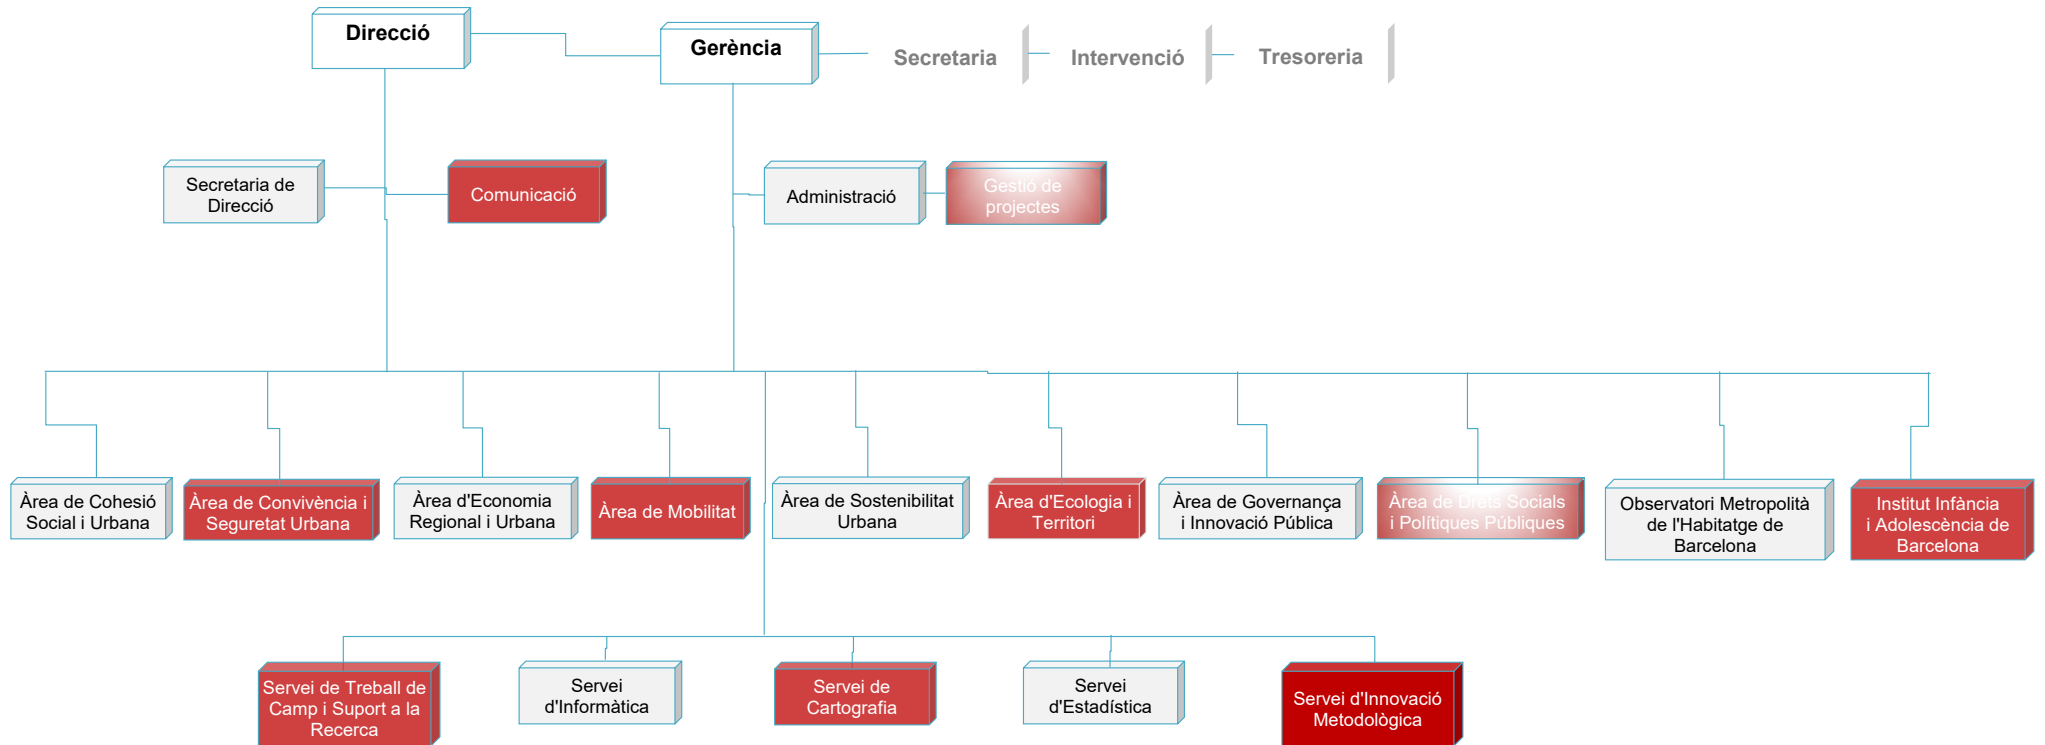 Direcció
Gerència
Secretaria
Intervenció
Tresoreria
Secretaria de
Direcció
Comunicació
Administració
Gestió de
projectes
Àrea de Cohesió
Social i Urbana
Àrea de Convivència i
Seguretat Urbana
Àrea d'Economia
Regional i Urbana
Àrea de Mobilitat
Àrea de Sostenibilitat
Urbana
Àrea d'Ecologia i
Territori
Àrea de Governança
i Innovació Pública
Àrea de Drets Socials
i Polítiques Públiques
Observatori Metropolità
de l'Habitatge de
Barcelona
Institut Infància
i Adolescència de
Barcelona
Servei de Treball de
Camp i Suport a la
Recerca
Servei
d'Informàtica
Servei de
Cartografia
Servei
d'Estadística
Servei d'Innovació
Metodològica